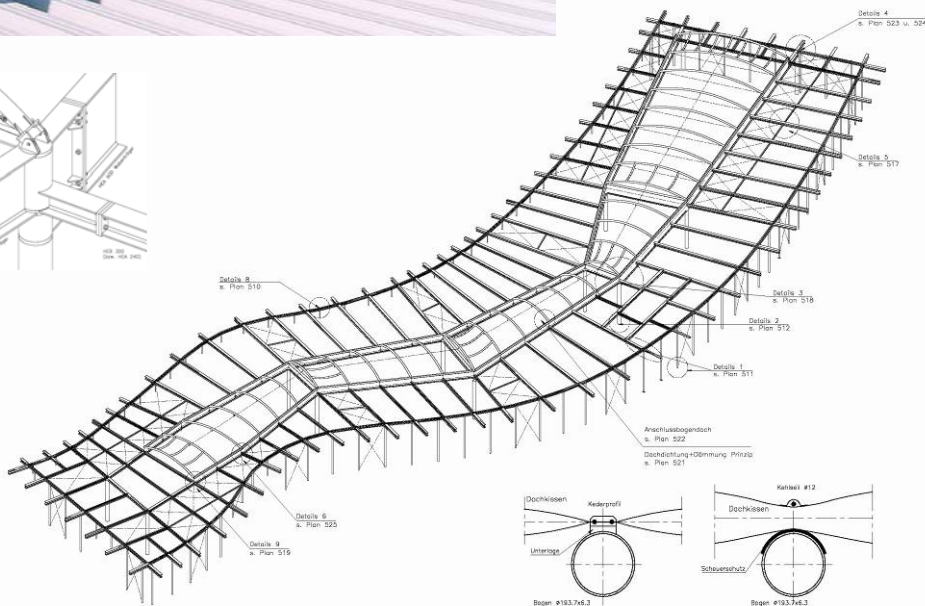 Details 4
s. Plan 523 u. 524
Details 5
s. Plan 517
Details 8
s. Plan 510
Details 3
s. Plan 518
Details 2
s. Plan 512
Details 1
s. Plan 511
Anschlussbogendach
s. Plan 522
Dachdichtung+Dämmung Prinzip
s. Plan 521
Details 6
s. Plan 525
Details 9
s. Plan 519
Dachkissen
Kederprofil
Unterlage
Bogen ø193.7x6.3
Kehlseil ø12
Dachkissen
Scheuerschutz
Bogen ø193.7x6.3